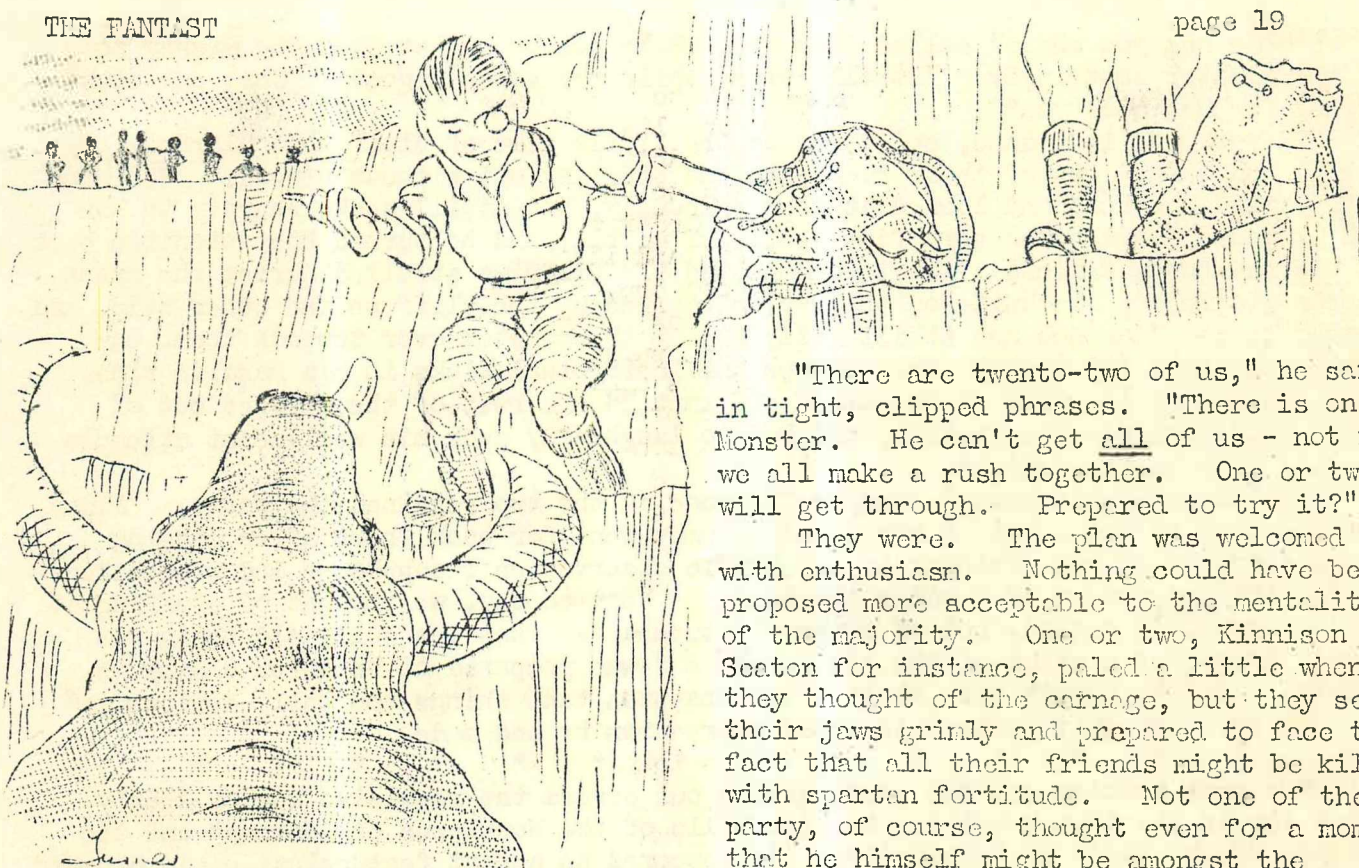 THE FANTAST
page 19
"There are twento-two of us," he sa
in tight, clipped phrases. "There is on
Monster. He can't get all of us - not
we all make a rush together. One or tw
will get through. Prepared to try it?"
They were. The plan was welcomed
with enthusiasm. Nothing could have be
proposed more acceptable to the mentalit
of the majority. One or two, Kinnison
Seaton for instance, paled a little when
they thought of the carnage, but they se
their jaws grimly and prepared to face t
fact that all their friends might be kil
with spartan fortitude. Not one of the
party, of course, thought even for a mom
that he himself might be amongst the
Turner.